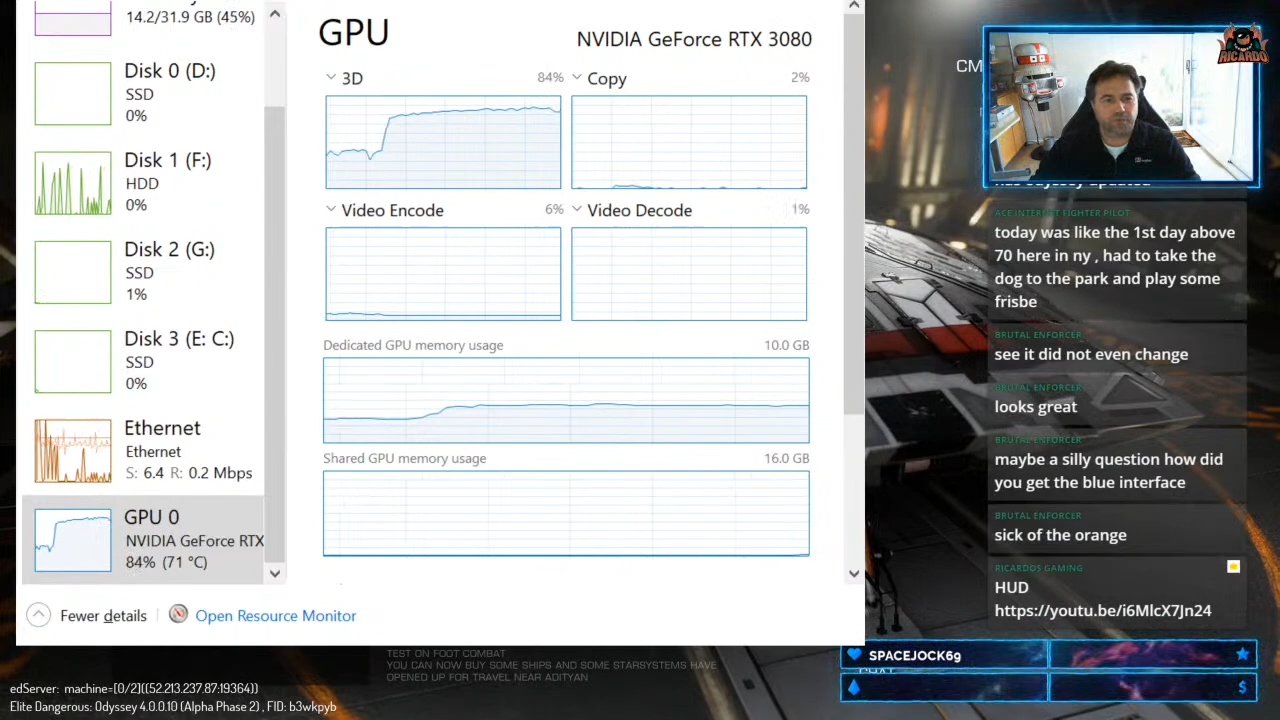 14.2/31.9 GB (45%)
Disk 0 (D:)
SSD
0%
Disk 1 (F:)
HDD
0%
Disk 2 (G:)
SSD
1%
Disk 3 (E: C:)
SSD
0%
Ethernet
Ethernet
S: 6.4 R: 0.2 Mbps
GPU 0
NVIDIA GeForce RTX
84% (71 °C)
GPU
NVIDIA GeForce RTX 3080
3D 84%
Copy 2%
Video Encode 6%
Video Decode 1%
Dedicated GPU memory usage 10.0 GB
Shared GPU memory usage 16.0 GB
Fewer details
Open Resource Monitor
TEST ON FOOT COMBAT
YOU CAN NOW BUY SOME SHIPS AND SOME STARSYSTEMS HAVE
OPENED UP FOR TRAVEL NEAR ADITYAN
edServer: machine=[0/2]((52.213.237.87:19364))
Elite Dangerous: Odyssey 4.0.0.10 (Alpha Phase 2) , FID: b3wkpyb
CM
RICARDO
has odyssey updated
ACE INTERNET FIGHTER PILOT
today was like the 1st day above
70 here in ny , had to take the
dog to the park and play some
frisbe
BRUTAL ENFORCER
see it did not even change
BRUTAL ENFORCER
looks great
BRUTAL ENFORCER
maybe a silly question how did
you get the blue interface
BRUTAL ENFORCER
sick of the orange
RICARDOS GAMING
HUD
https://youtu.be/i6MlcX7Jn24
SPACEJOCK69
$